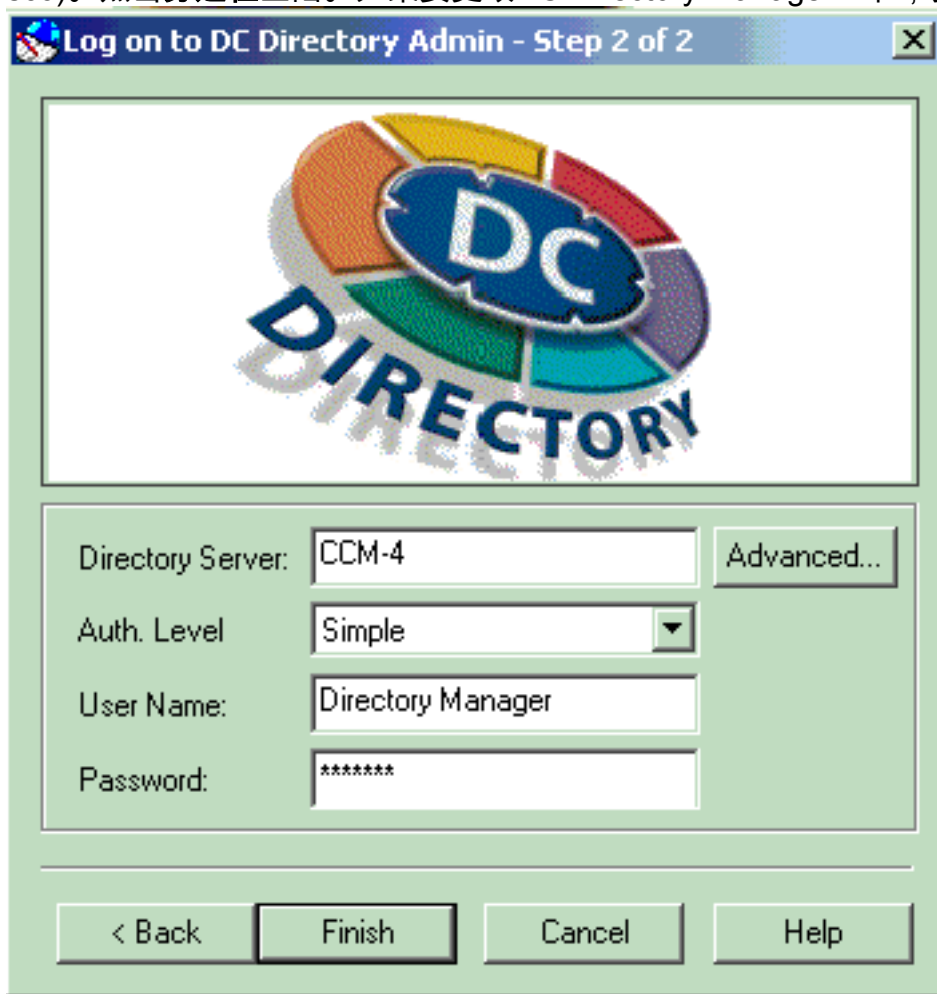 Log on to DC Directory Admin - Step 2 of 2
DC
DIRECTORY
Directory Server:
CCM-4
Advanced...
Auth. Level
Simple
User Name:
Directory Manager
Password:
*******
< Back
Finish
Cancel
Help